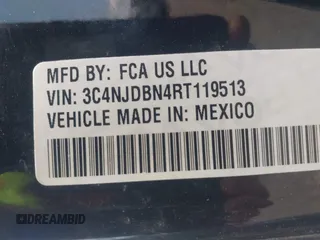 MFD BY: FCA US LLC
VIN: 3C4NJDBN4RT119513
VEHICLE MADE IN: MEXICO
DREAMBID